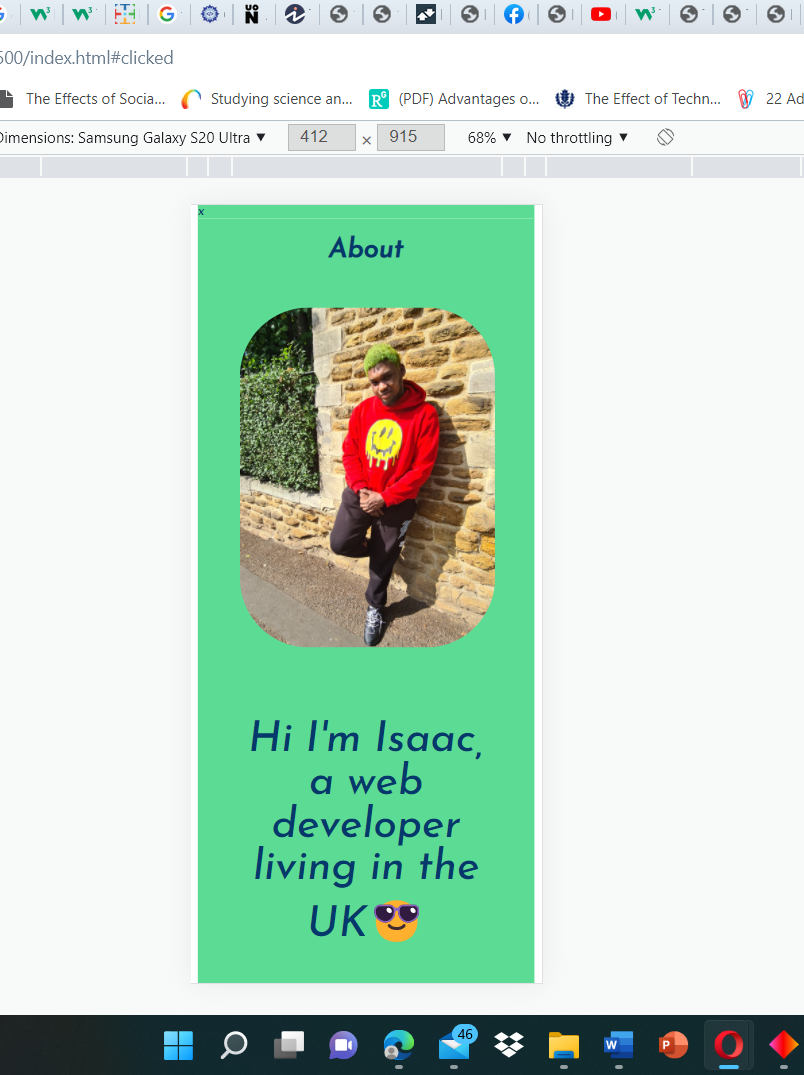 500/index.html#clicked
The Effects of Socia... Studying science an... RG (PDF) Advantages o... The Effect of Techn... 22 Ad
Dimensions: Samsung Galaxy S20 Ultra ▼ 412 x 915 68% ▼ No throttling ▼
x
About
Hi I'm Isaac,
a web
developer
living in the
UK😎
46